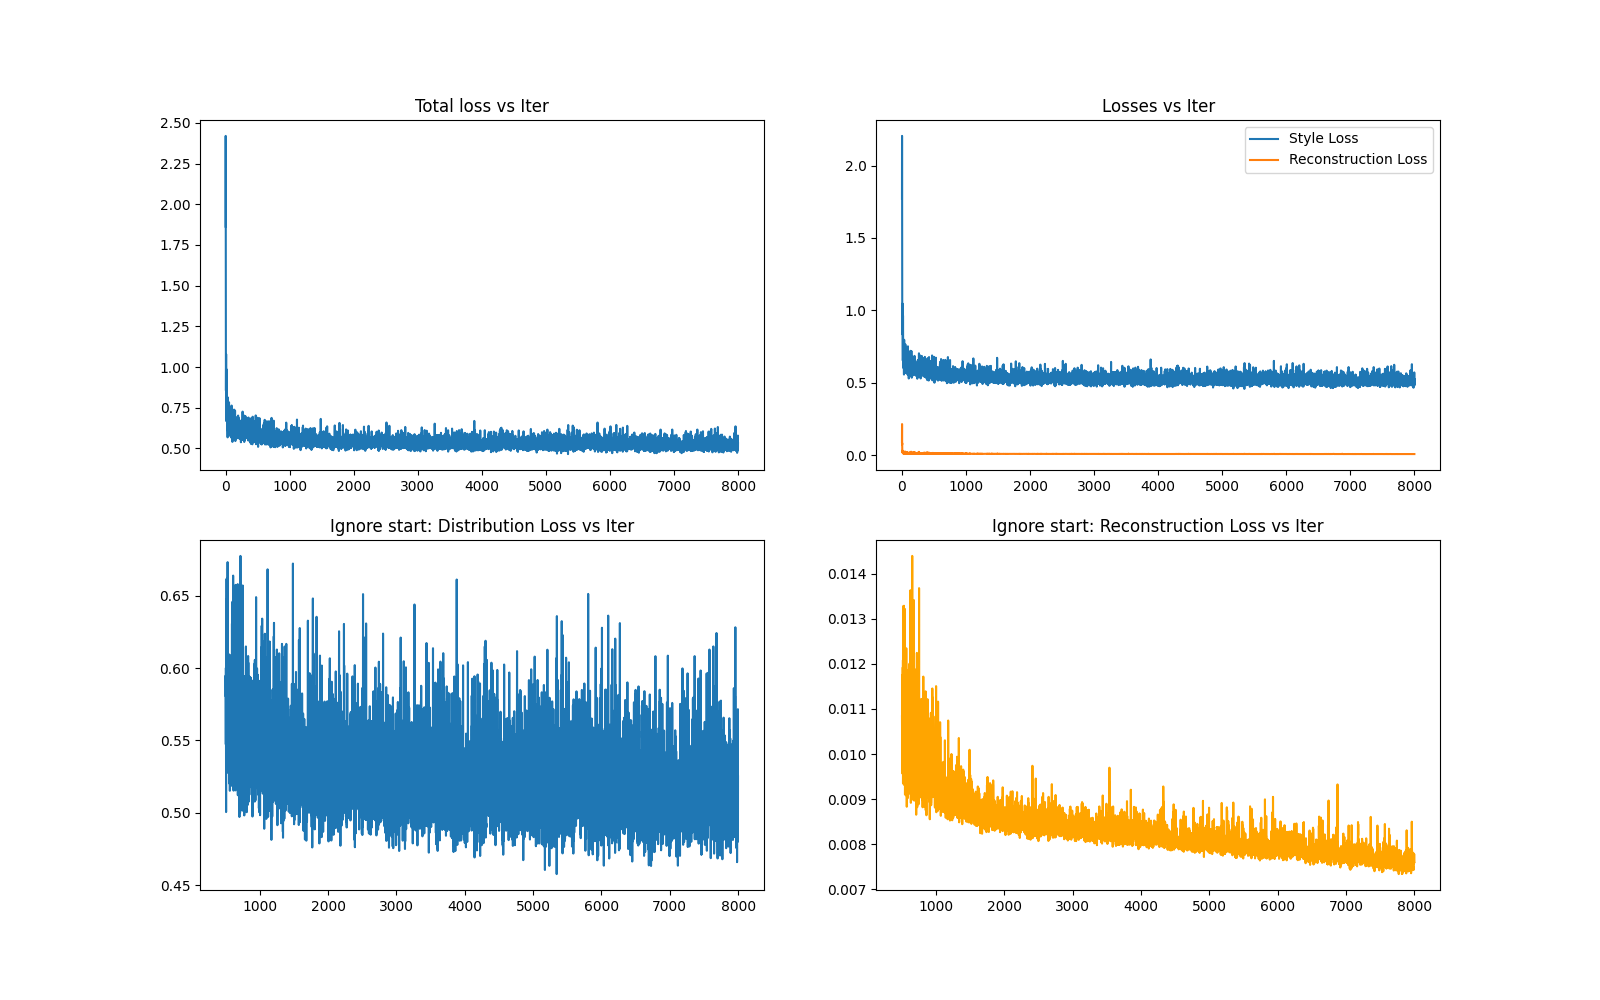 Total loss vs Iter
2.50
2.25
2.00
1.75
1.50
1.25
1.00
0.75
0.50
0 1000 2000 3000 4000 5000 6000 7000 8000
Losses vs Iter
Style Loss
Reconstruction Loss
2.0
1.5
1.0
0.5
0.0
0 1000 2000 3000 4000 5000 6000 7000 8000
Ignore start: Distribution Loss vs Iter
0.65
0.60
0.55
0.50
0.45
1000 2000 3000 4000 5000 6000 7000 8000
Ignore start: Reconstruction Loss vs Iter
0.014
0.013
0.012
0.011
0.010
0.009
0.008
0.007
1000 2000 3000 4000 5000 6000 7000 8000